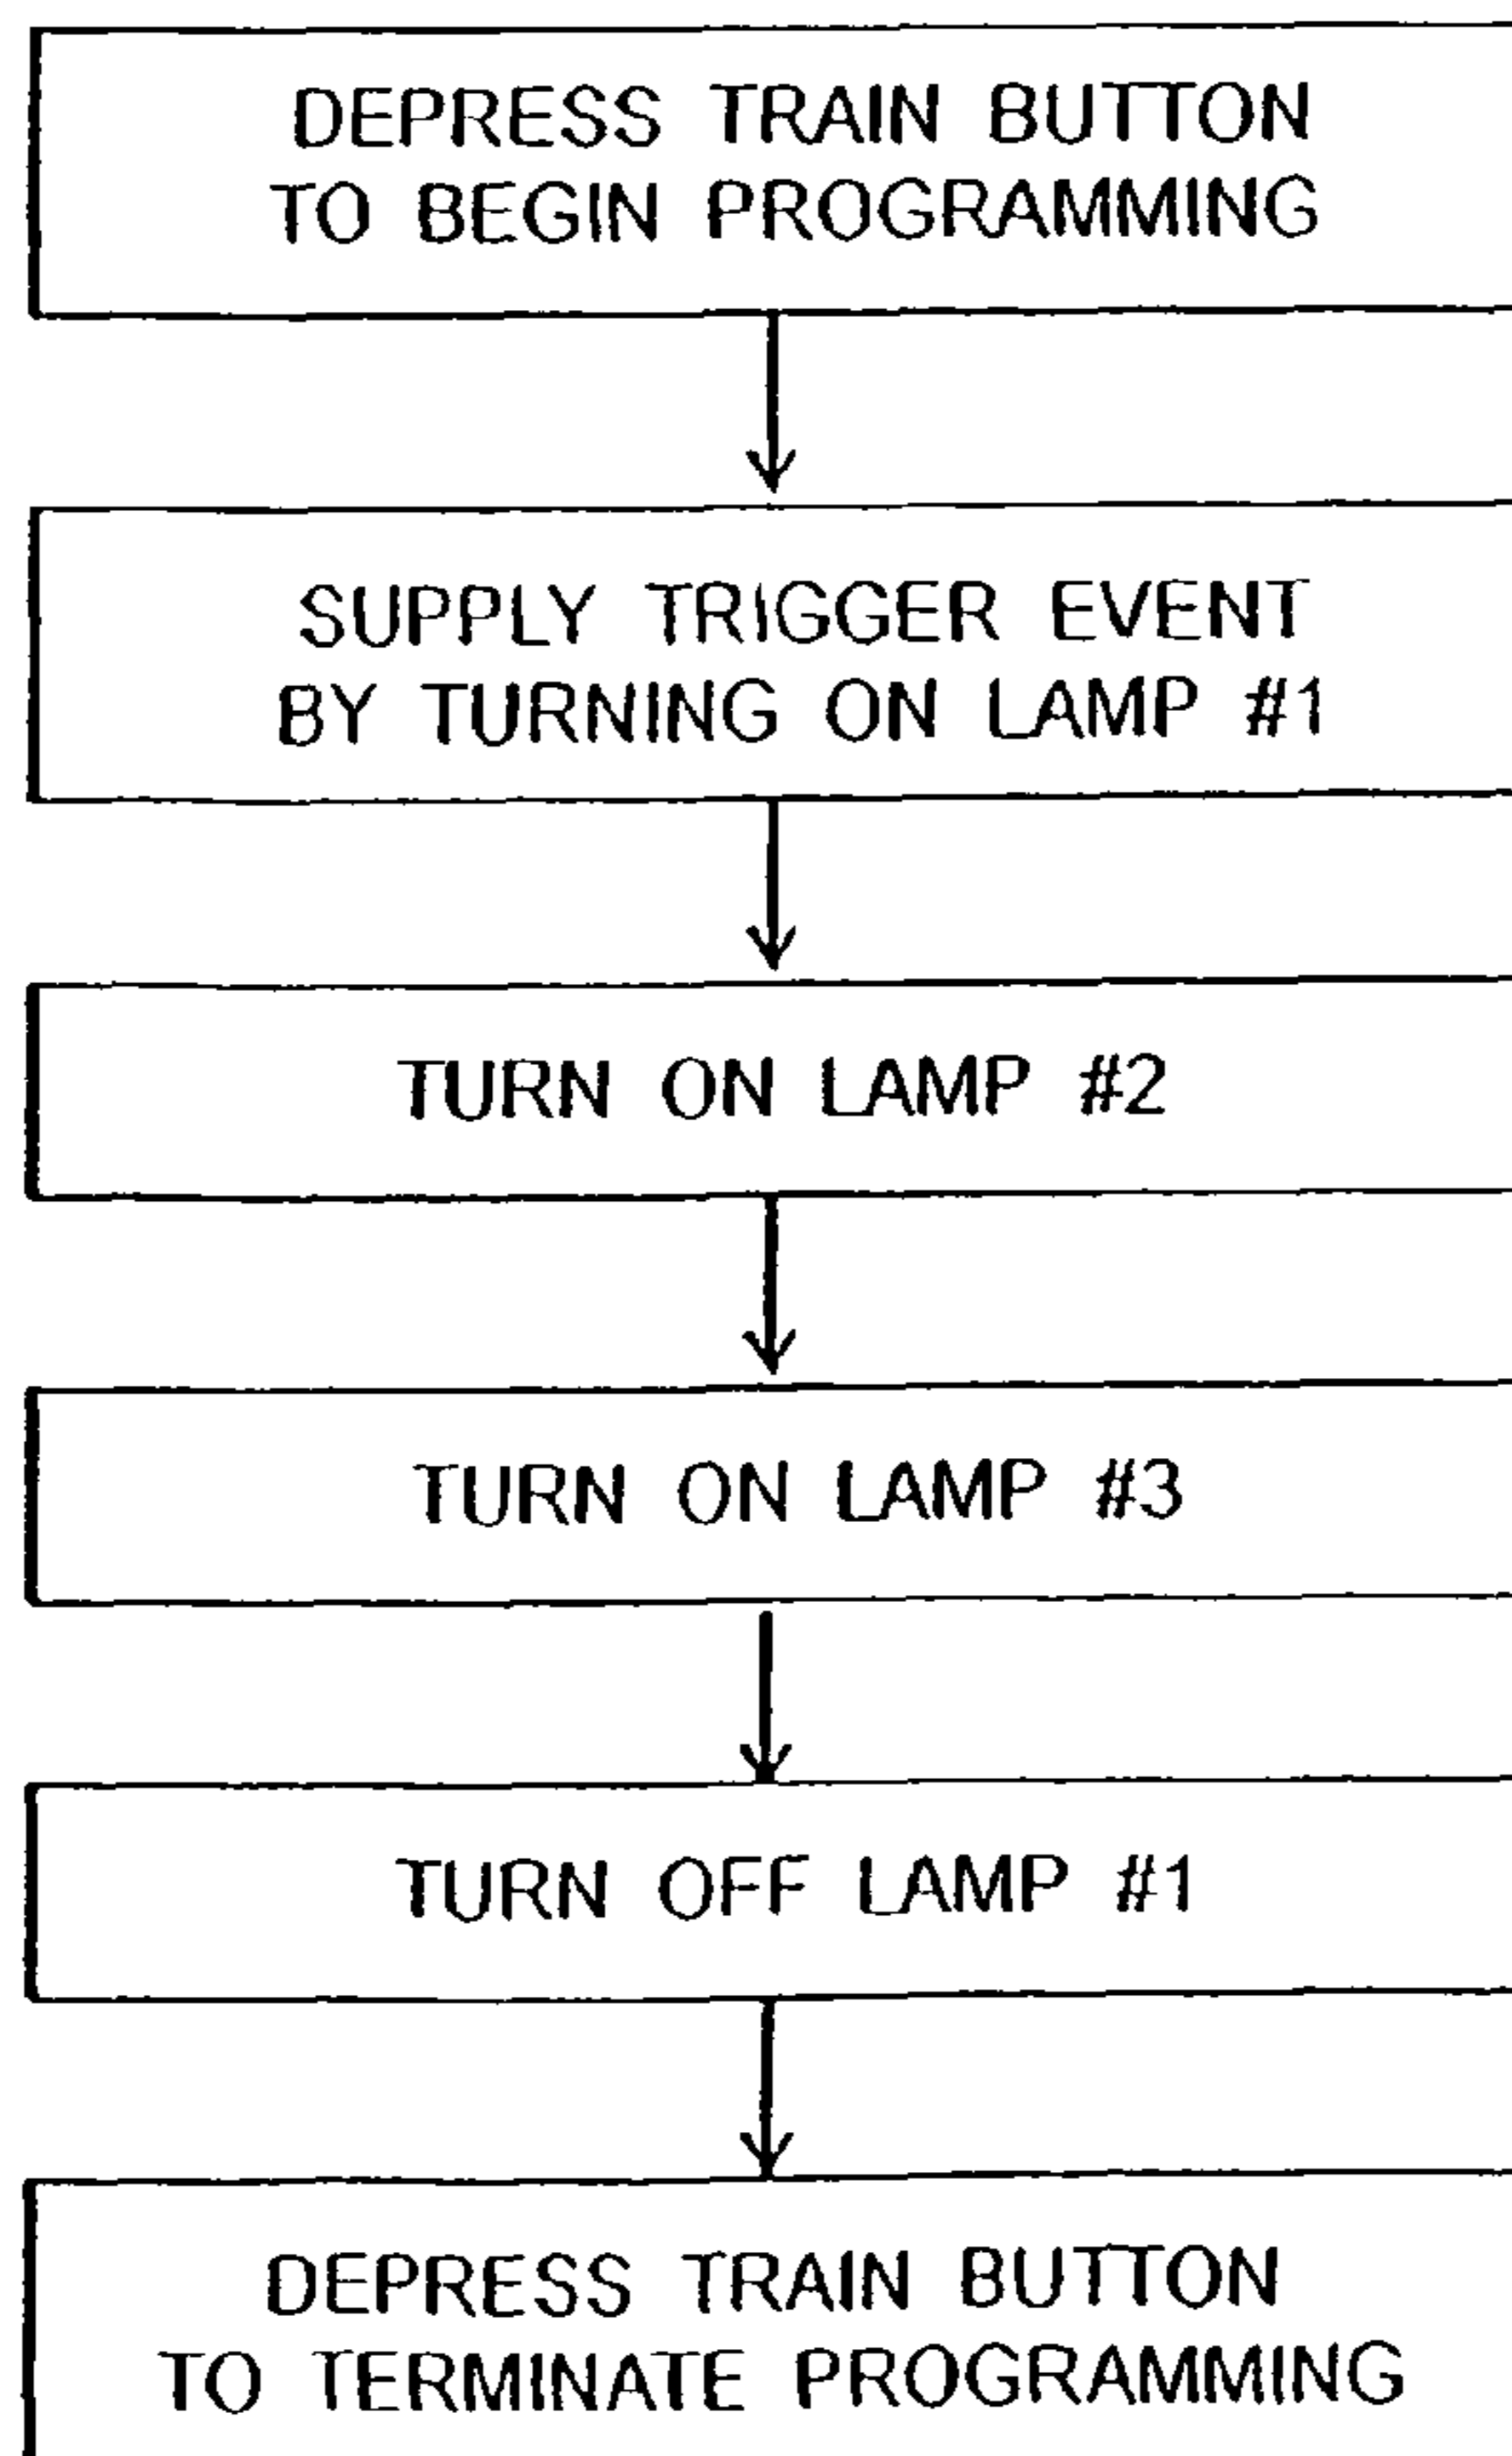 DEPRESS TRAIN BUTTON
TO BEGIN PROGRAMMING
SUPPLY TRIGGER EVENT
BY TURNING ON LAMP #1
TURN ON LAMP #2
TURN ON LAMP #3
TURN OFF LAMP #1
DEPRESS TRAIN BUTTON
TO TERMINATE PROGRAMMING